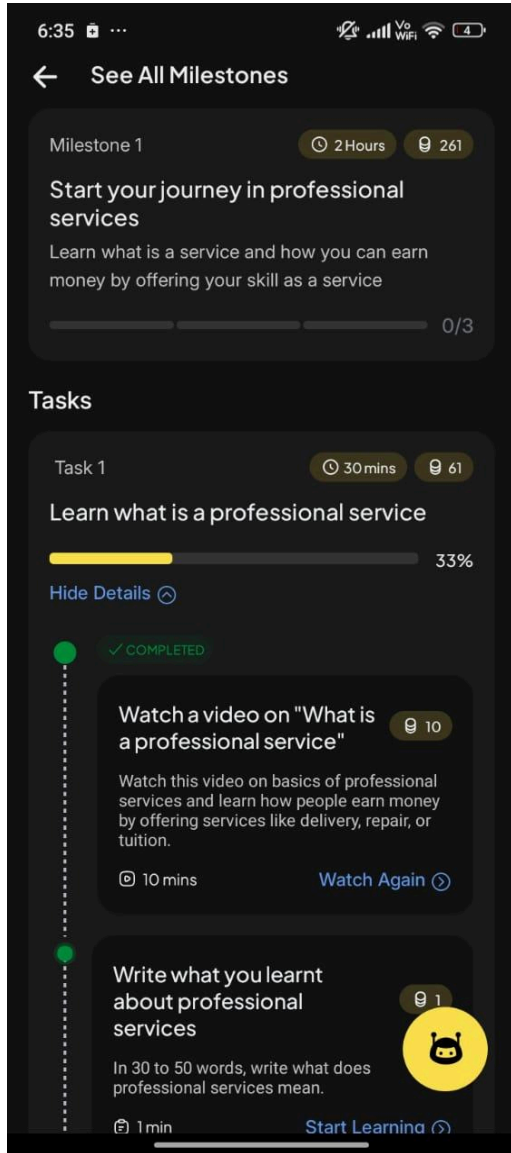 6:35 ...
Vo
WiFi
4
See All Milestones
Milestone 1
2 Hours
261
Start your journey in professional
services
Learn what is a service and how you can earn
money by offering your skill as a service
0/3
Tasks
Task 1
30 mins
61
Learn what is a professional service
33%
Hide Details
COMPLETED
Watch a video on "What is
a professional service"
10
Watch this video on basics of professional
services and learn how people earn money
by offering services like delivery, repair, or
tuition.
10 mins
Watch Again
Write what you learnt
about professional
services
1
In 30 to 50 words, write what does
professional services mean.
1 min
Start Learning